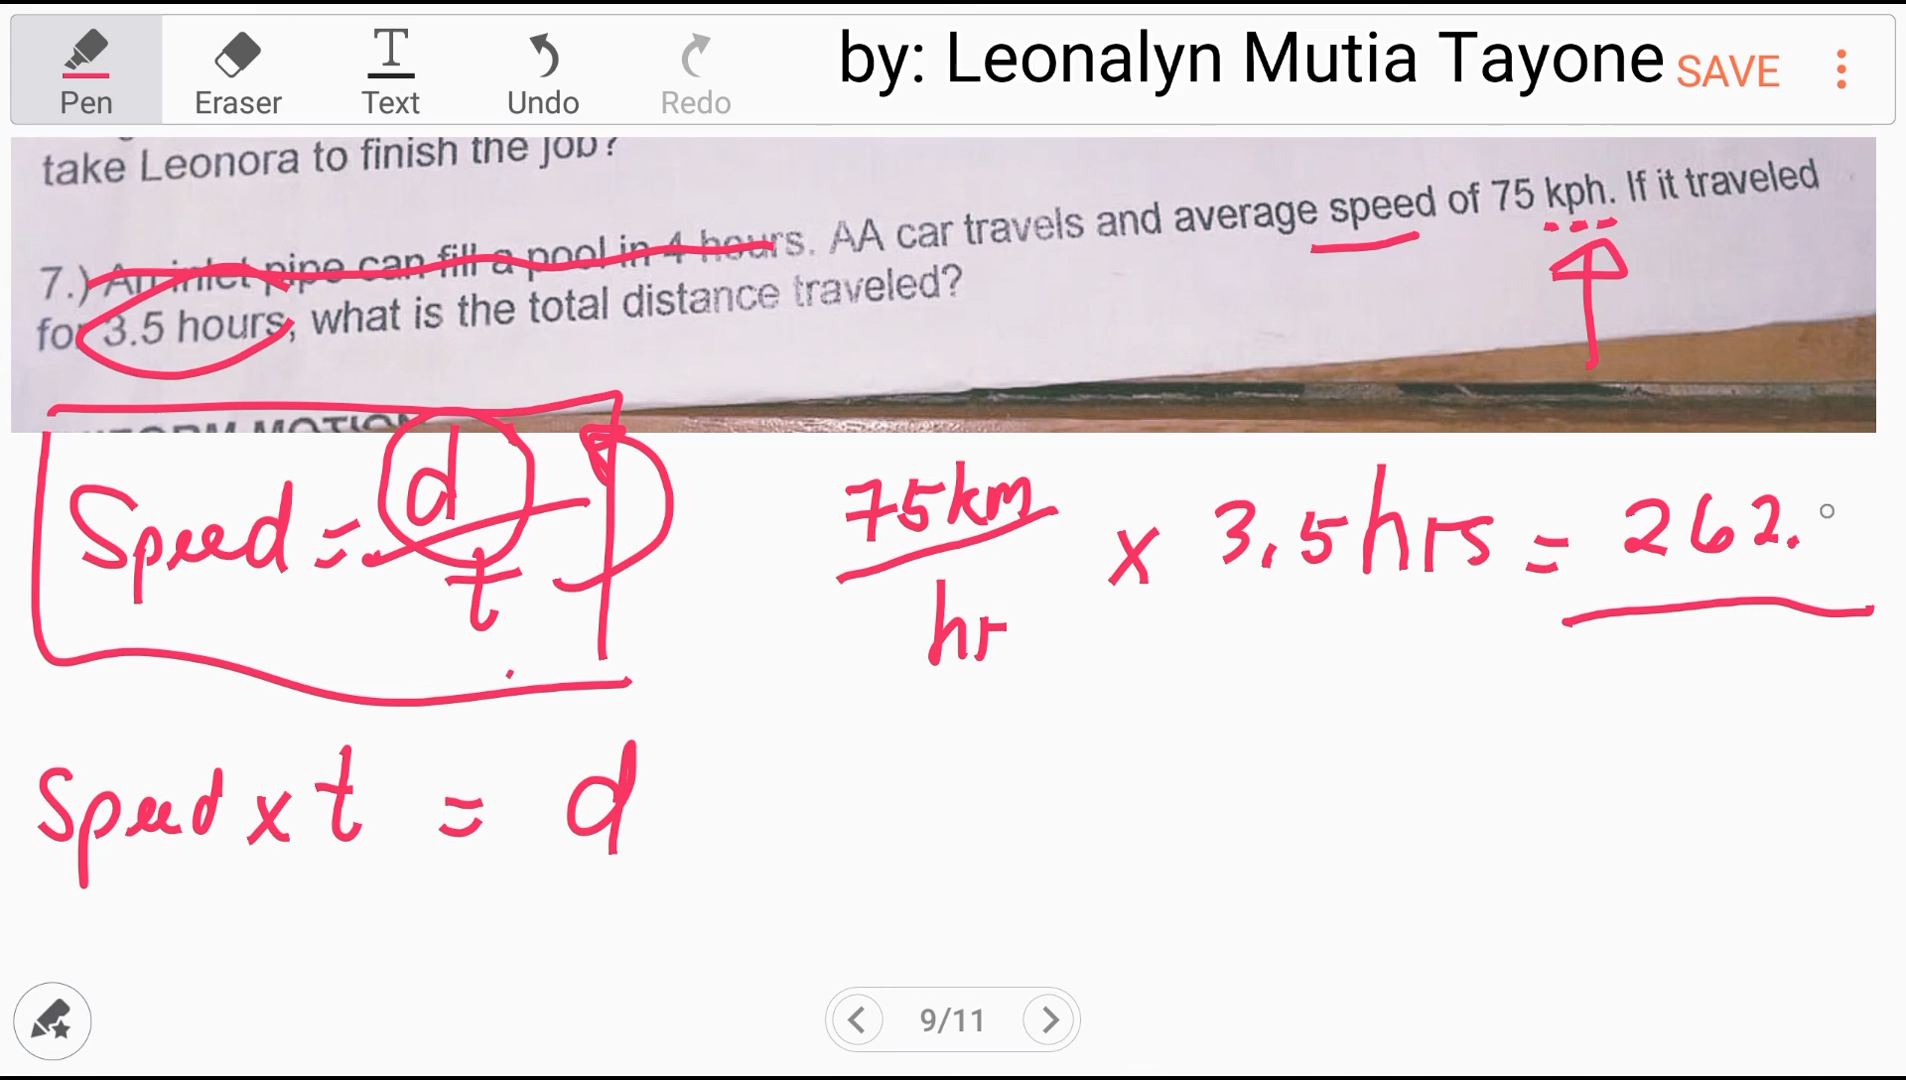 Pen Eraser Text Undo Redo by: Leonalyn Mutia Tayone SAVE
take Leonora to finish the job?
7.) An inlet pipe can fill a pool in 4 hours. AA car travels and average speed of 75 kph. If it traveled
for 3.5 hours, what is the total distance traveled?
FORM MOTION
Speed = d/t
75km/hr x 3.5hrs = 262.
Speed x t = d
9/11